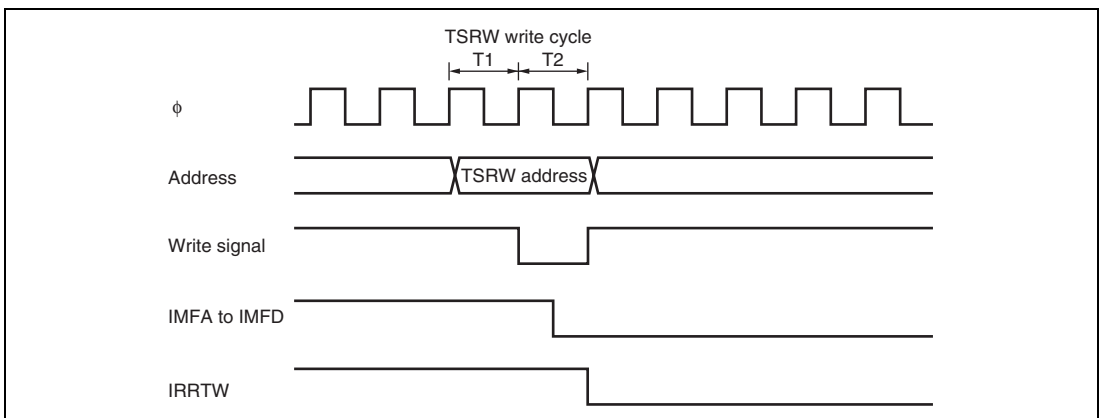 TSRW write cycle
T1 T2
ϕ
Address
TSRW address
Write signal
IMFA to IMFD
IRRTW